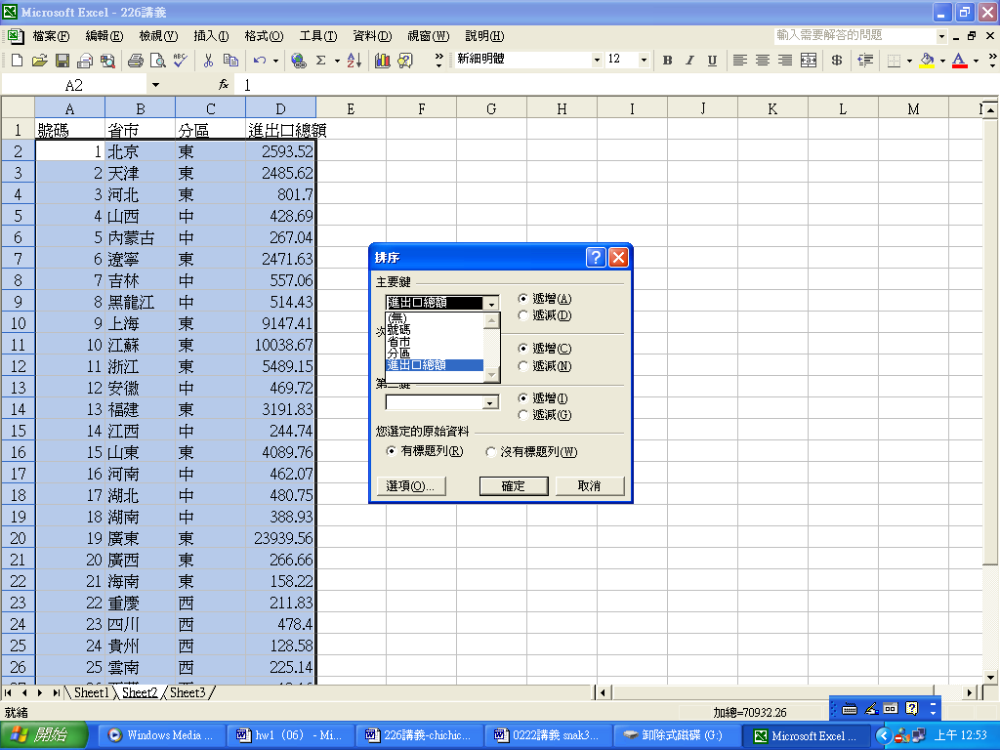 Microsoft Excel - 226講義
檔案(F) 編輯(E) 檢視(V) 插入(I) 格式(O) 工具(T) 資料(D) 視窗(W) 說明(H) 輸入需要解答的問題
新細明體 12 B I U $
A2 fx 1
A B C D E F G H I J K L M
1 號碼 省市 分區 進出口總額
2 1 北京 東 2593.52
3 2 天津 東 2485.62
4 3 河北 東 801.7
5 4 山西 中 428.69
6 5 內蒙古 中 267.04
7 6 遼寧 東 2471.63
8 7 吉林 中 557.06
9 8 黑龍江 中 514.43
10 9 上海 東 9147.41
11 10 江蘇 東 10038.67
12 11 浙江 東 5489.15
13 12 安徽 中 469.72
14 13 福建 東 3191.83
15 14 江西 中 244.74
16 15 山東 東 4089.76
17 16 河南 中 462.07
18 17 湖北 中 480.75
19 18 湖南 中 388.93
20 19 廣東 東 23939.56
21 20 廣西 東 266.66
22 21 海南 東 158.22
23 22 重慶 西 211.83
24 23 四川 西 478.4
25 24 貴州 西 128.58
26 25 雲南 西 225.14
排序
主要鍵
進出口總額 遞增(A)
遞減(D)
(無)
號碼
省市
分區
進出口總額
遞增(C)
遞減(N)
遞增(I)
遞減(G)
您選定的原始資料
有標題列(R) 沒有標題列(W)
選項(O)... 確定 取消
Sheet1 Sheet2 Sheet3
就緒 加總=70932.26
開始 Windows Media ... hw1（06） - Mi... 226講義-chichic... 0222講義 snak3... 卸除式磁碟 (G:) Microsoft Excel ... 上午 12:53